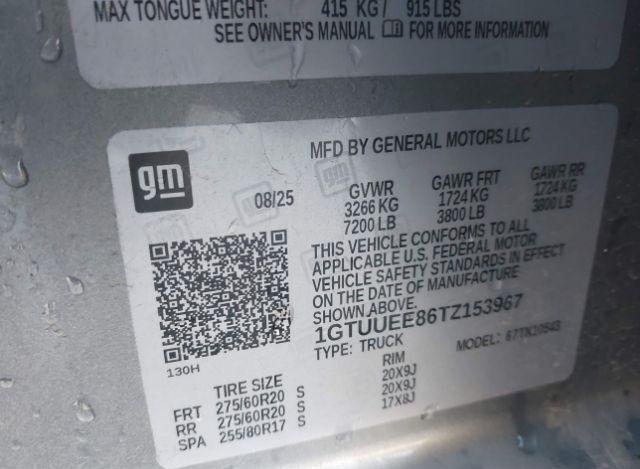 MAX TONGUE WEIGHT: 415 KG / 915 LBS
SEE OWNER'S MANUAL FOR MORE INFORMATION
gm
MFD BY GENERAL MOTORS LLC
08/25
GVWR GAWR FRT GAWR RR
3266 KG 1724 KG 1724 KG
7200 LB 3800 LB 3800 LB
THIS VEHICLE CONFORMS TO ALL
APPLICABLE U.S. FEDERAL MOTOR
VEHICLE SAFETY STANDARDS IN EFFECT
ON THE DATE OF MANUFACTURE
SHOWN ABOVE.
1GTUUEE86TZ153967
TYPE: TRUCK MODEL: 67TK10543
130H
TIRE SIZE RIM
FRT 275/60R20 S 20X9J
RR 275/60R20 S 20X9J
SPA 255/80R17 S 17X8J